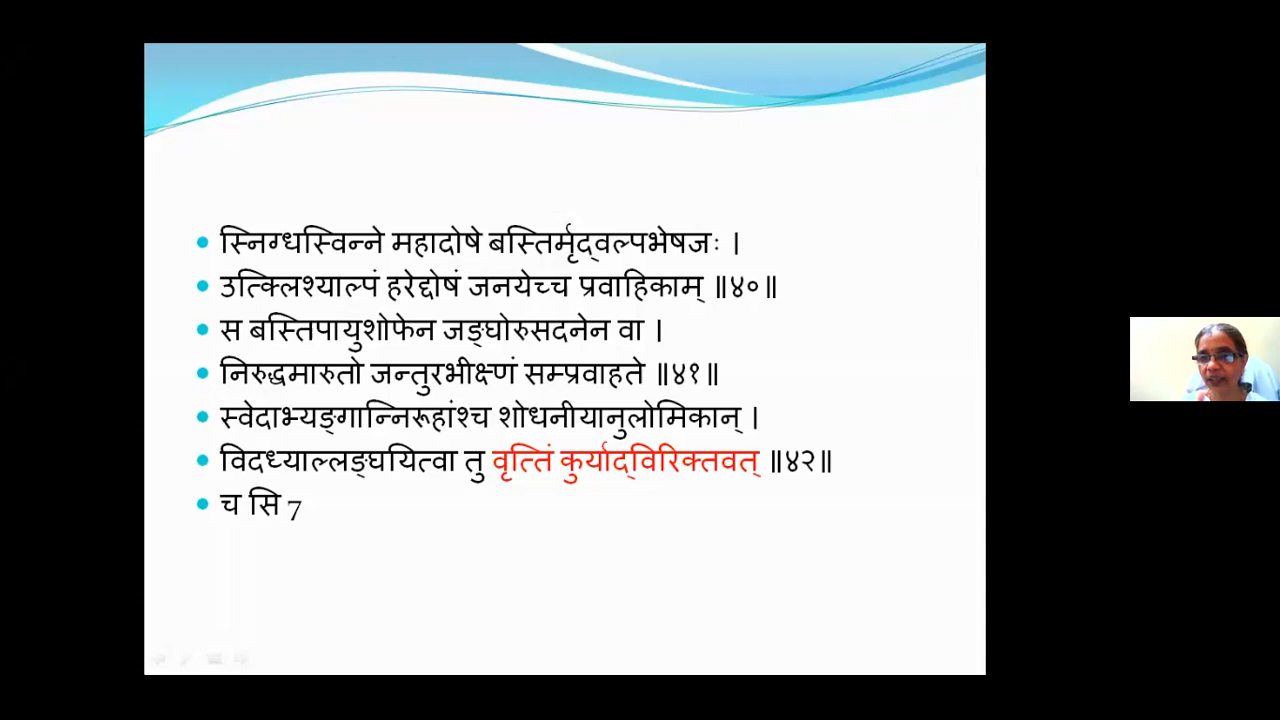 स्निग्धस्विन्ने महादोषे बस्तिर्मृद्वल्पभेषजः ।
उत्क्लिश्याल्पं हरेद्दोषं जनयेच्च प्रवाहिकाम् ॥४०॥
स बस्तिपायुशोफेन जङ्घोरुसदनेन वा ।
निरुद्धमारुतो जन्तुरभीक्ष्णं सम्प्रवाहते ॥४१॥
स्वेदाभ्यङ्गान्निरूहांश्च शोधनीयानुलोमिकान् ।
विदध्याल्लङ्घयित्वा तु वृत्तिं कुर्याद्विरिक्तवत् ॥४२॥
च सि 7